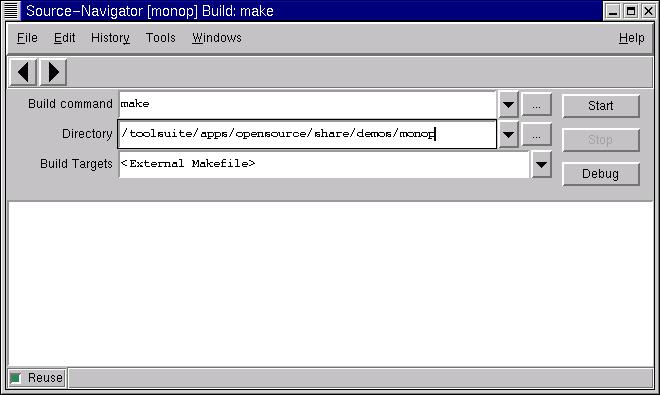 Source-Navigator [monop] Build: make
File Edit History Tools Windows Help
Build command make ... Start
Directory /toolsuite/apps/opensource/share/demos/monop ... Stop
Build Targets <External Makefile> Debug
Reuse